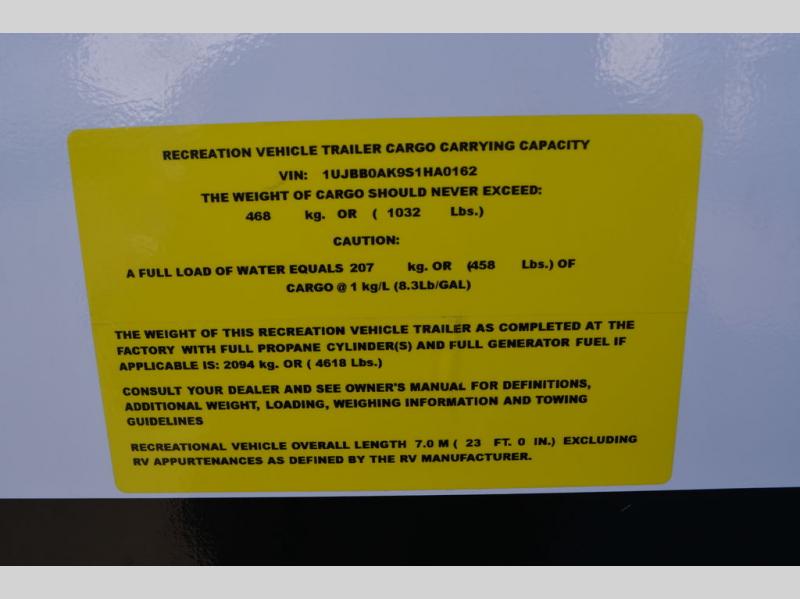 RECREATION VEHICLE TRAILER CARGO CARRYING CAPACITY
VIN: 1UJBB0AK9S1HA0162
THE WEIGHT OF CARGO SHOULD NEVER EXCEED:
468 kg. OR ( 1032 Lbs.)
CAUTION:
A FULL LOAD OF WATER EQUALS 207 kg. OR (458 Lbs.) OF
CARGO @ 1 kg/L (8.3Lb/GAL)
THE WEIGHT OF THIS RECREATION VEHICLE TRAILER AS COMPLETED AT THE
FACTORY WITH FULL PROPANE CYLINDER(S) AND FULL GENERATOR FUEL IF
APPLICABLE IS: 2094 kg. OR ( 4618 Lbs.)
CONSULT YOUR DEALER AND SEE OWNER'S MANUAL FOR DEFINITIONS,
ADDITIONAL WEIGHT, LOADING, WEIGHING INFORMATION AND TOWING
GUIDELINES
RECREATIONAL VEHICLE OVERALL LENGTH 7.0 M ( 23 FT. 0 IN.) EXCLUDING
RV APPURTENANCES AS DEFINED BY THE RV MANUFACTURER.